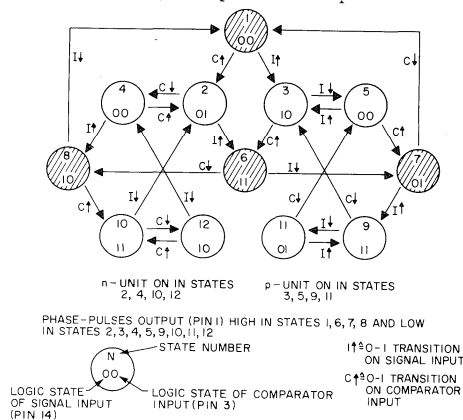 1
00
I↓
C↑
I↑
C↓
4
00
C↓
C↑
2
01
3
10
I↓
I↑
5
00
I↑
I↑
C↑
C↑
8
10
C↓
6
11
I↓
7
01
C↑
I↓
I↓
C↓
C↓
I↑
10
11
C↓
C↑
12
10
11
01
I↓
I↑
9
11
n-UNIT ON IN STATES
2, 4, 10, 12
p-UNIT ON IN STATES
3, 5, 9, 11
PHASE-PULSES OUTPUT (PIN 1) HIGH IN STATES 1, 6, 7, 8 AND LOW
IN STATES 2, 3, 4, 5, 9, 10, 11, 12
N
00
STATE NUMBER
LOGIC STATE
OF SIGNAL INPUT
(PIN 14)
LOGIC STATE OF COMPARATOR
INPUT (PIN 3)
I↑≙0-1 TRANSITION
ON SIGNAL INPUT
C↑≙0-1 TRANSITION
ON COMPARATOR
INPUT